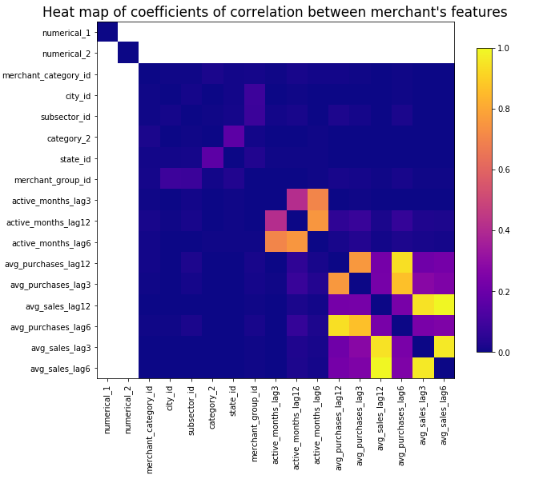 Heat map of coefficients of correlation between merchant's features
numerical_1
numerical_2
merchant_category_id
city_id
subsector_id
category_2
state_id
merchant_group_id
active_months_lag3
active_months_lag12
active_months_lag6
avg_purchases_lag12
avg_purchases_lag3
avg_sales_lag12
avg_purchases_lag6
avg_sales_lag3
avg_sales_lag6
1.0
0.8
0.6
0.4
0.2
0.0
numerical_1
numerical_2
merchant_category_id
city_id
subsector_id
category_2
state_id
merchant_group_id
active_months_lag3
active_months_lag12
active_months_lag6
avg_purchases_lag12
avg_purchases_lag3
avg_sales_lag12
avg_purchases_lag6
avg_sales_lag3
avg_sales_lag6